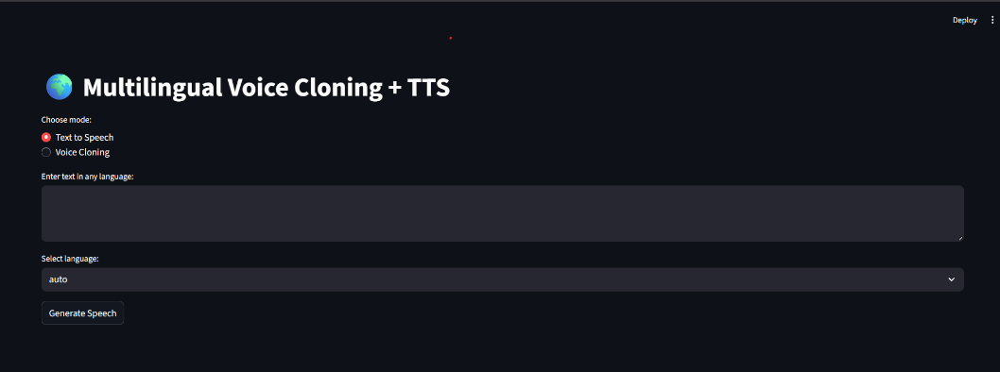 Deploy
Multilingual Voice Cloning + TTS
Choose mode:
Text to Speech
Voice Cloning
Enter text in any language:
Select language:
auto
Generate Speech